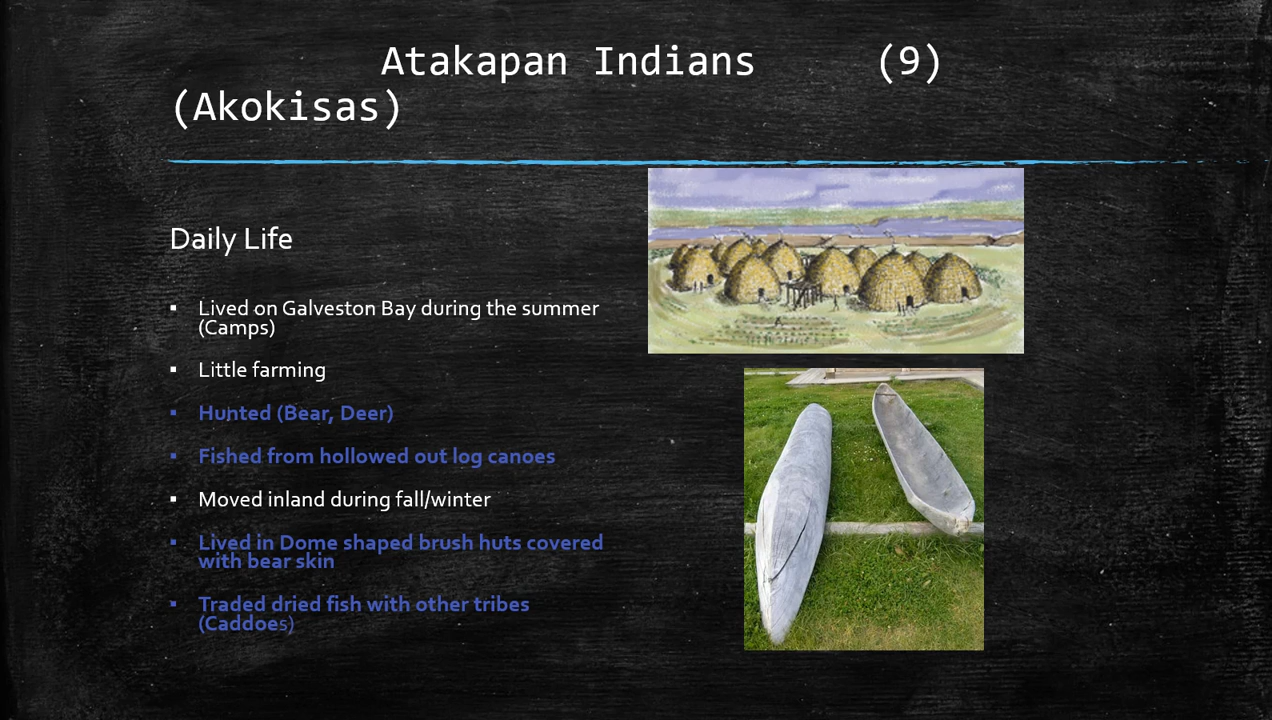 Atakapan Indians (9)
(Akokisas)
Daily Life
▪ Lived on Galveston Bay during the summer
(Camps)
▪ Little farming
▪ Hunted (Bear, Deer)
▪ Fished from hollowed out log canoes
▪ Moved inland during fall/winter
▪ Lived in Dome shaped brush huts covered
with bear skin
▪ Traded dried fish with other tribes
(Caddoes)